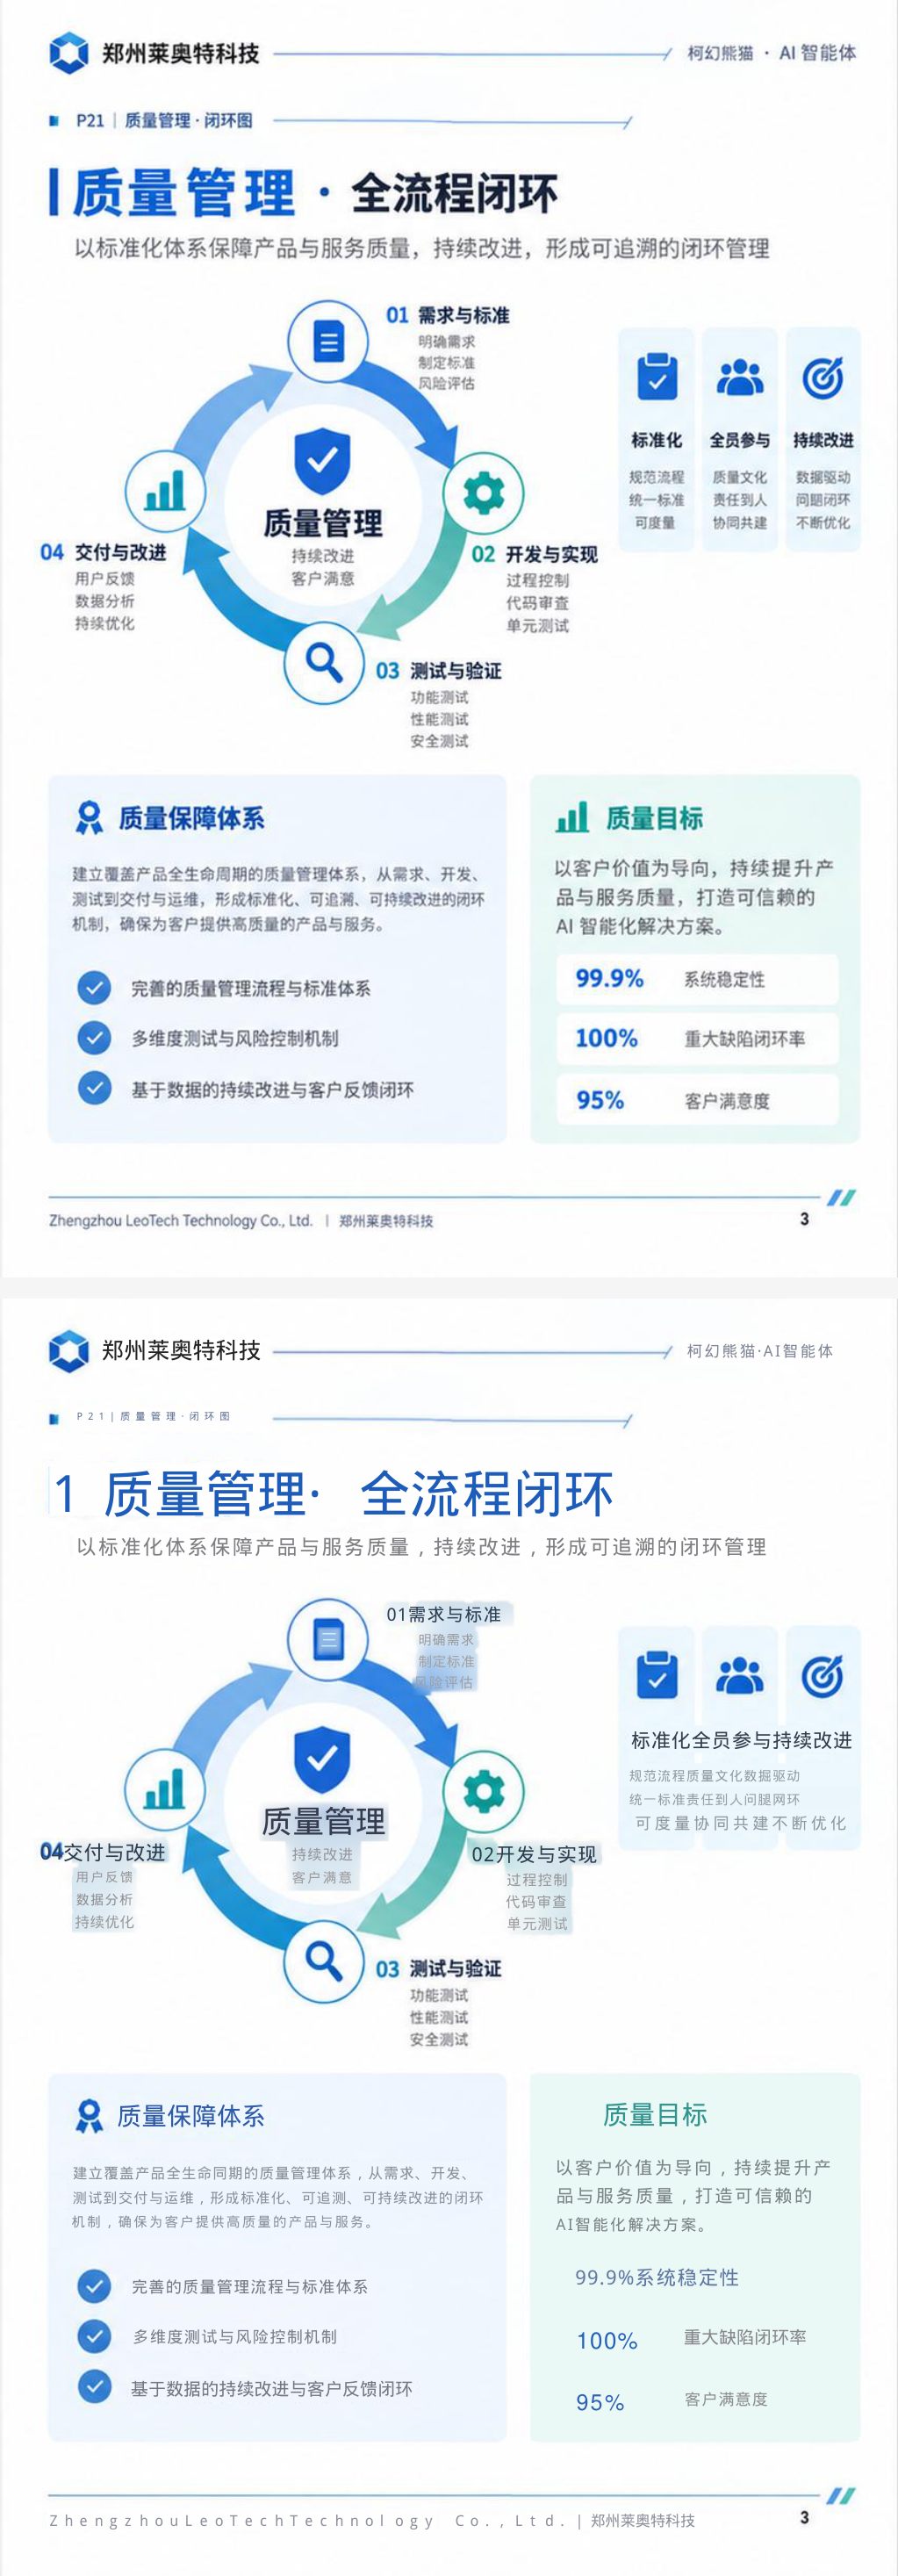 郑州莱奥特科技
柯幻熊猫 · AI 智能体
P21 | 质量管理 · 闭环图
质量管理 · 全流程闭环
以标准化体系保障产品与服务质量，持续改进，形成可追溯的闭环管理
01 需求与标准
明确需求
制定标准
风险评估
标准化
规范流程
统一标准
可度量
全员参与
质量文化
责任到人
协同共建
持续改进
数据驱动
问题闭环
不断优化
质量管理
持续改进
客户满意
04 交付与改进
用户反馈
数据分析
持续优化
02 开发与实现
过程控制
代码审查
单元测试
03 测试与验证
功能测试
性能测试
安全测试
质量保障体系
建立覆盖产品全生命周期的质量管理体系，从需求、开发、
测试到交付与运维，形成标准化、可追溯、可持续改进的闭环
机制，确保为客户提供高质量的产品与服务。
完善的质量管理流程与标准体系
多维度测试与风险控制机制
基于数据的持续改进与客户反馈闭环
质量目标
以客户价值为导向，持续提升产
品与服务质量，打造可信赖的
AI 智能化解决方案。
99.9% 系统稳定性
100% 重大缺陷闭环率
95% 客户满意度
Zhengzhou LeoTech Technology Co., Ltd. | 郑州莱奥特科技
3
郑州莱奥特科技
柯幻熊猫·AI智能体
P21|质量管理·闭环图
1 质量管理· 全流程闭环
以标准化体系保障产品与服务质量，持续改进，形成可追溯的闭环管理
01需求与标准
明确需求
制定标准
风险评估
标准化全员参与持续改进
规范流程质量文化数掘驱动
统一标准责任到人问腿网环
可度量协同共建不断优化
质量管理
持续改进
客户满意
04交付与改进
用户反馈
数据分析
持续优化
02开发与实现
过程控制
代码审查
单元测试
03 测试与验证
功能测试
性能测试
安全测试
质量保障体系
建立覆盖产品全生命同期的质量管理体系，从需求、开发、
测试到交付与运维，形成标准化、可追测、可持续改进的闭环
机制，确保为客户提供高质量的产品与服务。
完善的质量管理流程与标准体系
多维度测试与风险控制机制
基于数据的持续改进与客户反馈闭环
质量目标
以客户价值为导向，持续提升产
品与服务质量，打造可信赖的
AI智能化解决方案。
99.9%系统稳定性
100% 重大缺陷闭环率
95% 客户满意度
ZhengzhouLeoTechTechnology Co.,Ltd.|郑州莱奥特科技
3